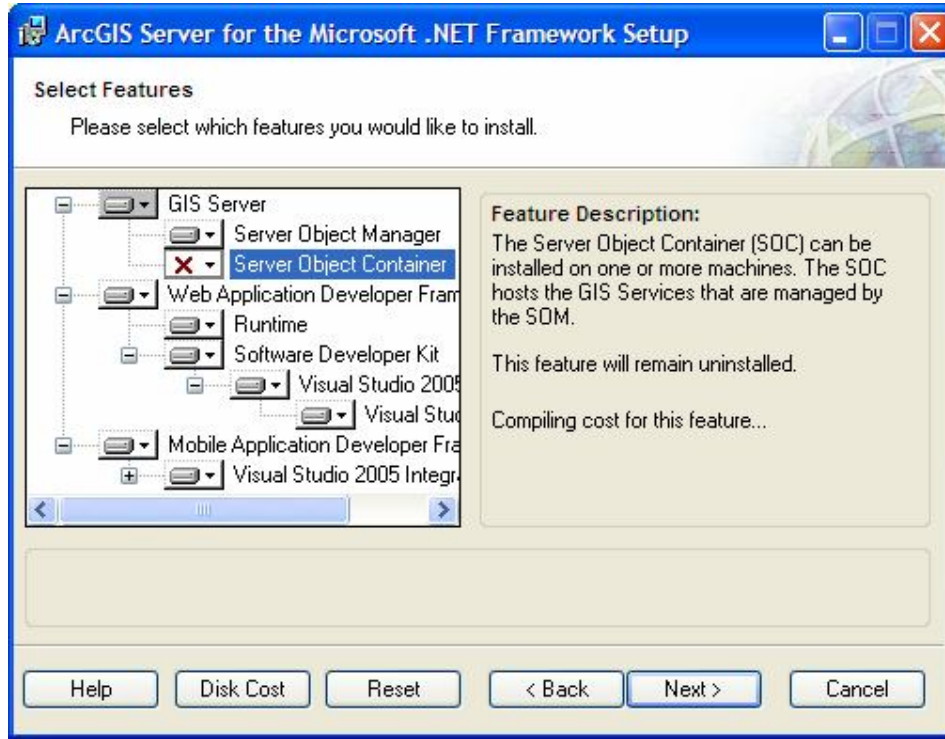 ArcGIS Server for the Microsoft .NET Framework Setup
Select Features
Please select which features you would like to install.
GIS Server
Server Object Manager
Server Object Container
Web Application Developer Fram
Runtime
Software Developer Kit
Visual Studio 2005
Visual Stud
Mobile Application Developer Fra
Visual Studio 2005 Integr
Feature Description:
The Server Object Container (SOC) can be
installed on one or more machines. The SOC
hosts the GIS Services that are managed by
the SOM.
This feature will remain uninstalled.
Compiling cost for this feature...
Help
Disk Cost
Reset
< Back
Next >
Cancel